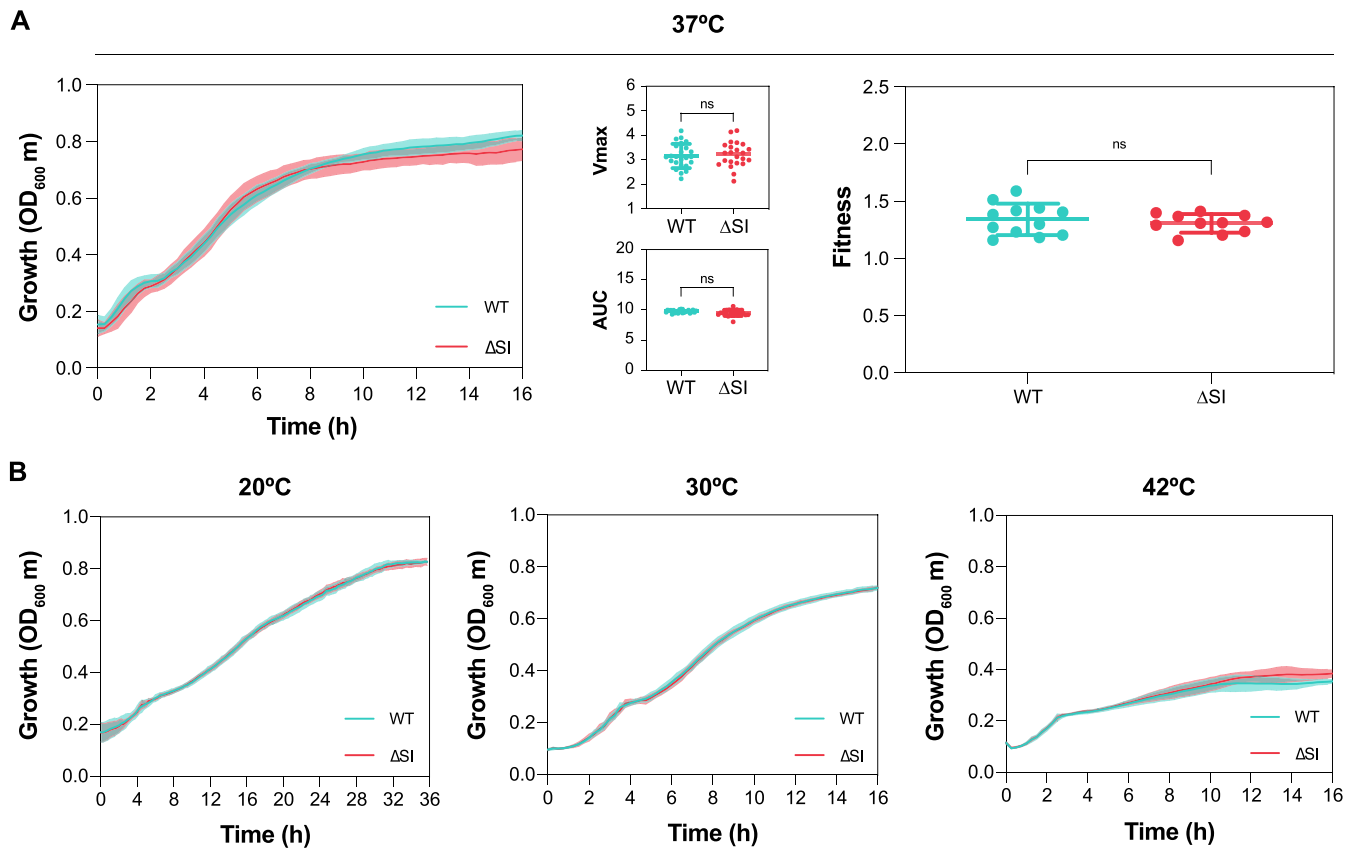 A
37ºC
Growth (OD600 m)
1.0
0.8
0.6
0.4
0.2
0.0
WT
ΔSI
0 2 4 6 8 10 12 14 16
Time (h)
Vmax
6
5
4
3
2
1
ns
WT ΔSI
AUC
20
15
10
5
0
ns
WT ΔSI
Fitness
2.5
2.0
1.5
1.0
0.5
0.0
ns
WT ΔSI
B
20ºC
Growth (OD600 m)
1.0
0.8
0.6
0.4
0.2
0.0
WT
ΔSI
0 4 8 12 16 20 24 28 32 36
Time (h)
30ºC
Growth (OD600 m)
1.0
0.8
0.6
0.4
0.2
0.0
WT
ΔSI
0 2 4 6 8 10 12 14 16
Time (h)
42ºC
Growth (OD600 m)
1.0
0.8
0.6
0.4
0.2
0.0
WT
ΔSI
0 2 4 6 8 10 12 14 16
Time (h)